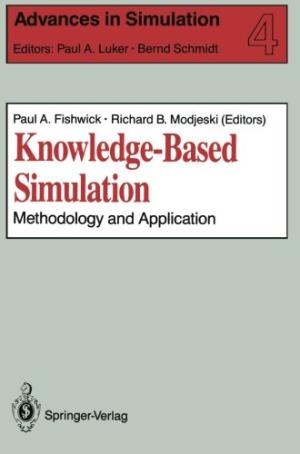 Advances in Simulation
4
Editors: Paul A. Luker · Bernd Schmidt
Paul A. Fishwick · Richard B. Modjeski (Editors)
Knowledge-Based
Simulation
Methodology and Application
Springer-Verlag